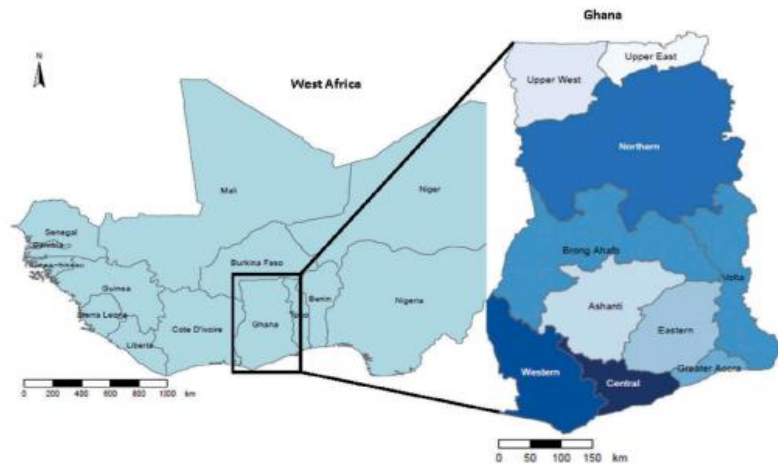 Ghana
N
West Africa
Upper West
Upper East
Northern
Mali
Niger
Senegal
Gambia
Burkina Faso
Guinea
Benin
Togo
Nigeria
Sierra Leone
Cote D'ivoire
Ghana
Liberia
Brong Ahafo
Volta
Ashanti
Eastern
Greater Accra
Western
Central
0 200 400 600 800 1000
km
0 50 100 150 km